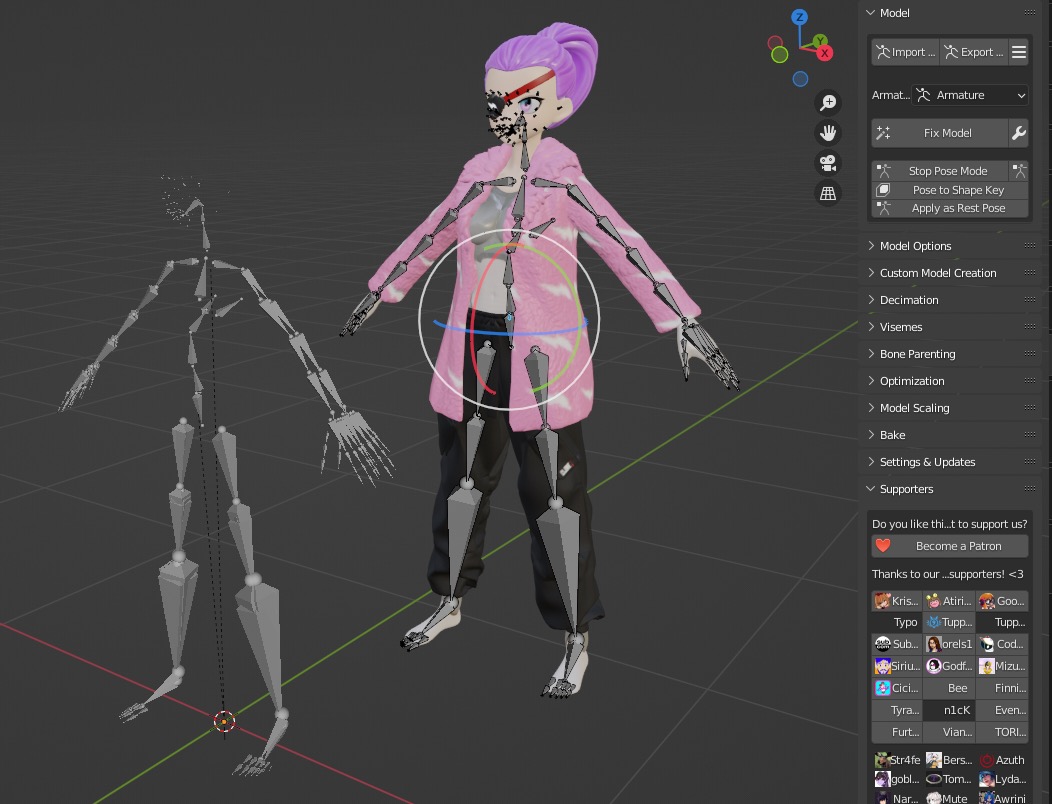 Model
Import ... Export ...
Armat... Armature
Fix Model
Stop Pose Mode
Pose to Shape Key
Apply as Rest Pose
Model Options
Custom Model Creation
Decimation
Visemes
Bone Parenting
Optimization
Model Scaling
Bake
Settings & Updates
Supporters
Do you like thi...t to support us?
Become a Patron
Thanks to our ...supporters! <3
Kris... Atiri... Goo...
Typo Tupp... Tupp...
Sub... orels1 Cod...
Siriu... Godf... Mizu...
Cici... Bee Finni...
Tyra... n1cK Even...
Furt... Vian... TORI...
Str4fe Bers... Azuth
gobl... Tom... Lyda...
Nar... Mute Awrini
Z
Y
X